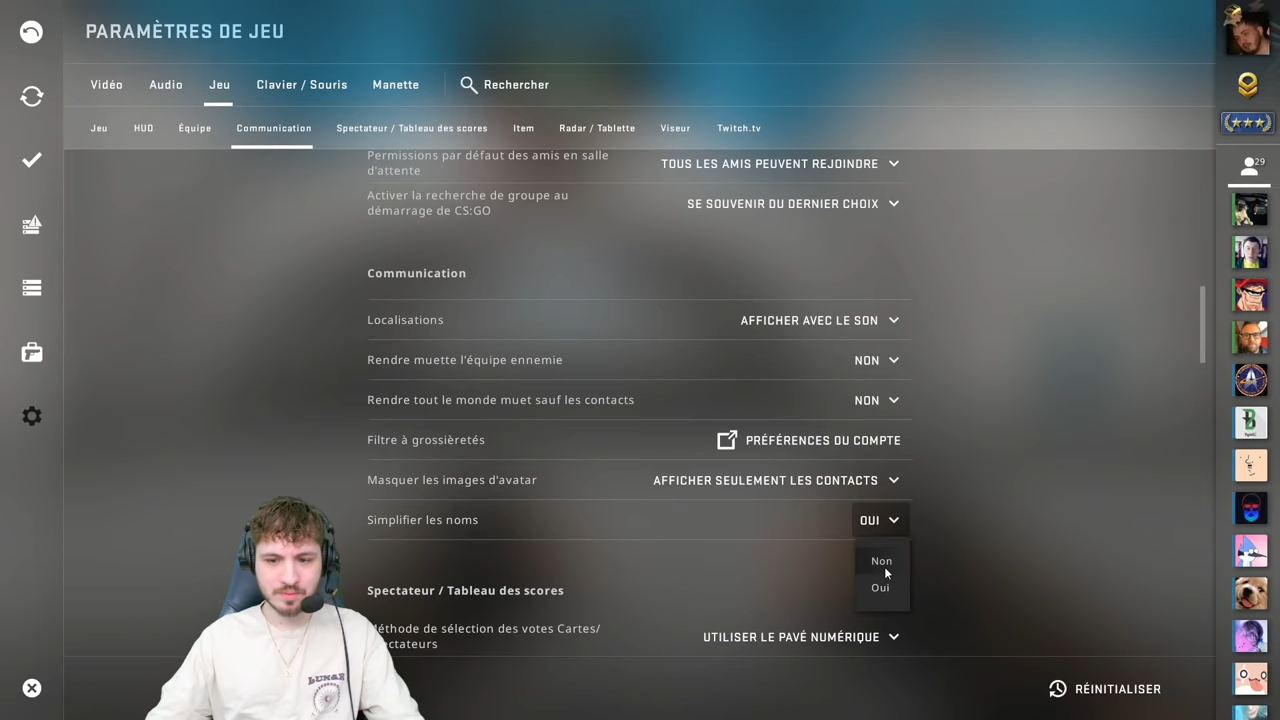 PARAMÈTRES DE JEU
Vidéo Audio Jeu Clavier / Souris Manette Rechercher
Jeu HUD Équipe Communication Spectateur / Tableau des scores Item Radar / Tablette Viseur Twitch.tv
29
Permissions par défaut des amis en salle
d'attente
TOUS LES AMIS PEUVENT REJOINDRE
Activer la recherche de groupe au
démarrage de CS:GO
SE SOUVENIR DU DERNIER CHOIX
Communication
Localisations AFFICHER AVEC LE SON
Rendre muette l'équipe ennemie NON
Rendre tout le monde muet sauf les contacts NON
Filtre à grossièretés PRÉFÉRENCES DU COMPTE
Masquer les images d'avatar AFFICHER SEULEMENT LES CONTACTS
Simplifier les noms OUI
Non
Oui
Spectateur / Tableau des scores
éthode de sélection des votes Cartes/
ectateurs
UTILISER LE PAVÉ NUMÉRIQUE
RÉINITIALISER